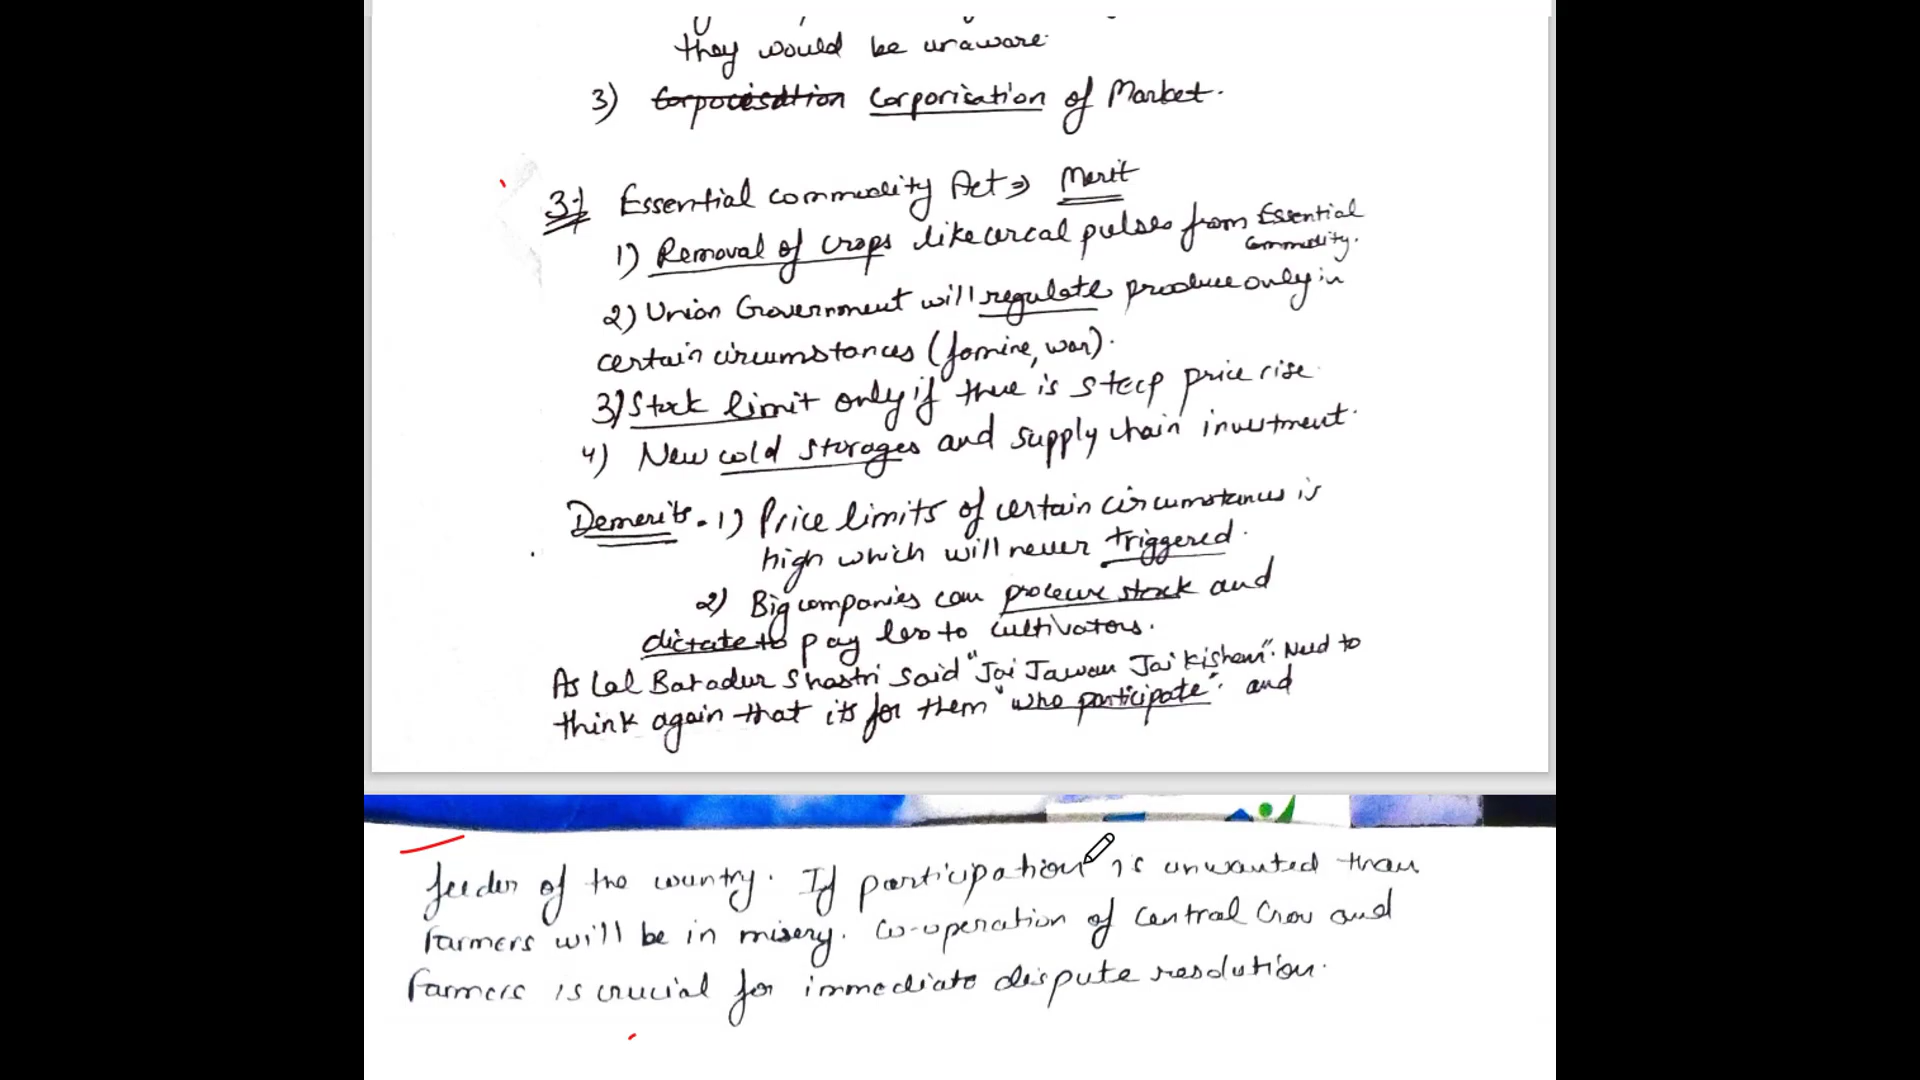 they would be unaware.
3) Corporisation Corporisation of Market.
3) Essential commodity Act ⇒ Merit
1) Removal of crops like cereal pulses from Essential
commodity.
2) Union Government will regulate produce only in
certain circumstances (famine, war).
3) Stock limit only if there is steep price rise.
4) New cold storages and supply chain investment.
Demerits - 1) Price limits of certain circumstances is
high which will never triggered.
2) Big companies can procure stock and
dictate to pay less to cultivators.
As Lal Bahadur Shastri said "Jai Jawan Jai Kishan". Need to
think again that its for them "who participate". and
feeder of the country. If participation is unwanted than
Farmers will be in misery. Co-operation of Central Gov and
Farmers is crucial for immediate dispute resolution.